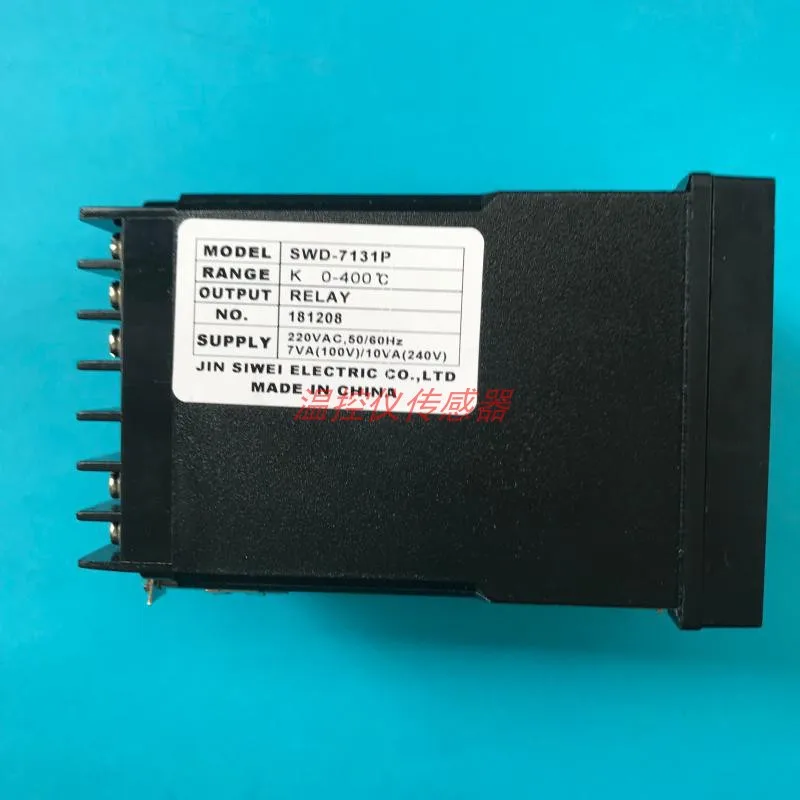 MODEL SWD-7131P
RANGE K 0-400℃
OUTPUT RELAY
NO. 181208
SUPPLY 220VAC,50/60Hz
7VA(100V)/10VA(240V)
JIN SIWEI ELECTRIC CO.,LTD
MADE IN CHINA
温控仪传感器